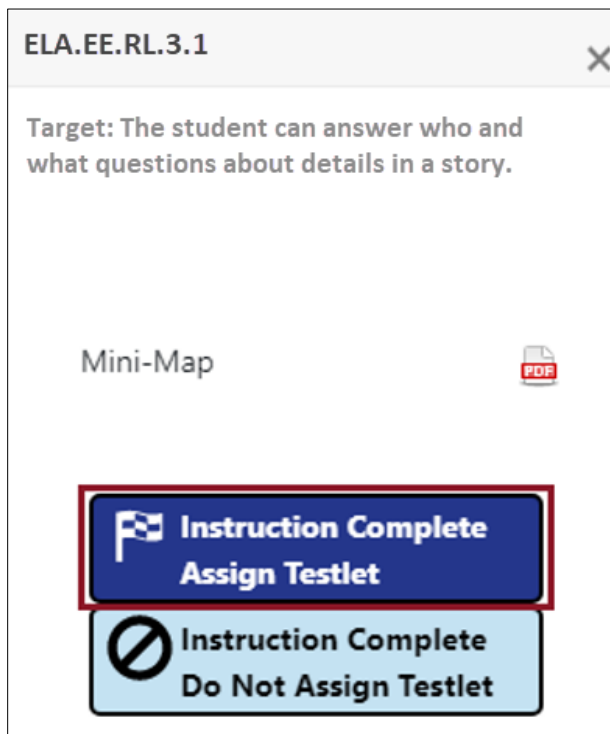 ELA.EE.RL.3.1
Target: The student can answer who and
what questions about details in a story.
Mini-Map
PDF
Instruction Complete
Assign Testlet
Instruction Complete
Do Not Assign Testlet